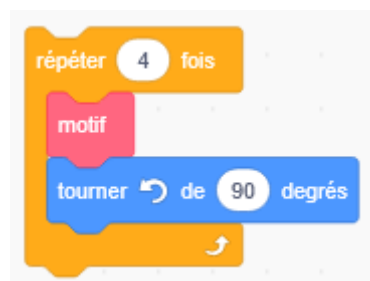 répéter 4 fois
motif
tourner de 90 degrés